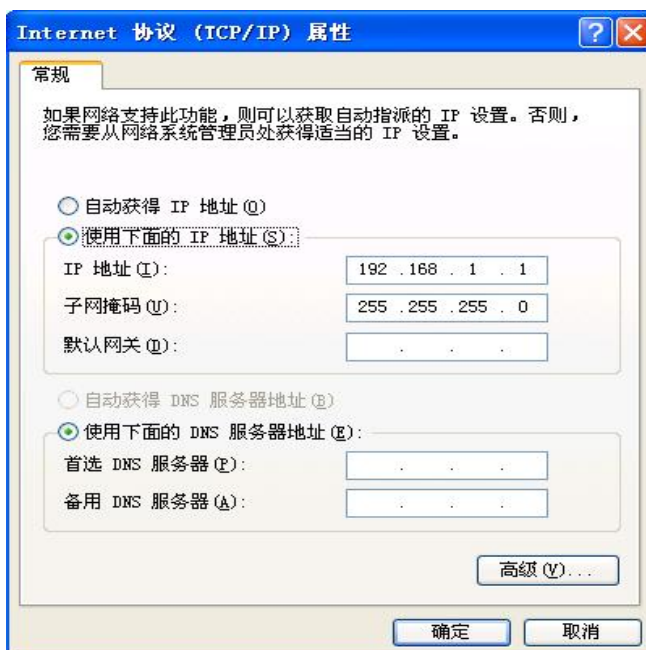 Internet 协议 (TCP/IP) 属性
常规
如果网络支持此功能，则可以获取自动指派的 IP 设置。否则，
您需要从网络系统管理员处获得适当的 IP 设置。
自动获得 IP 地址(O)
使用下面的 IP 地址(S):
IP 地址(I): 192 .168 . 1 . 1
子网掩码(U): 255 .255 .255 . 0
默认网关(D): . . .
自动获得 DNS 服务器地址(B)
使用下面的 DNS 服务器地址(E):
首选 DNS 服务器(P): . . .
备用 DNS 服务器(A): . . .
高级(V)...
确定 取消